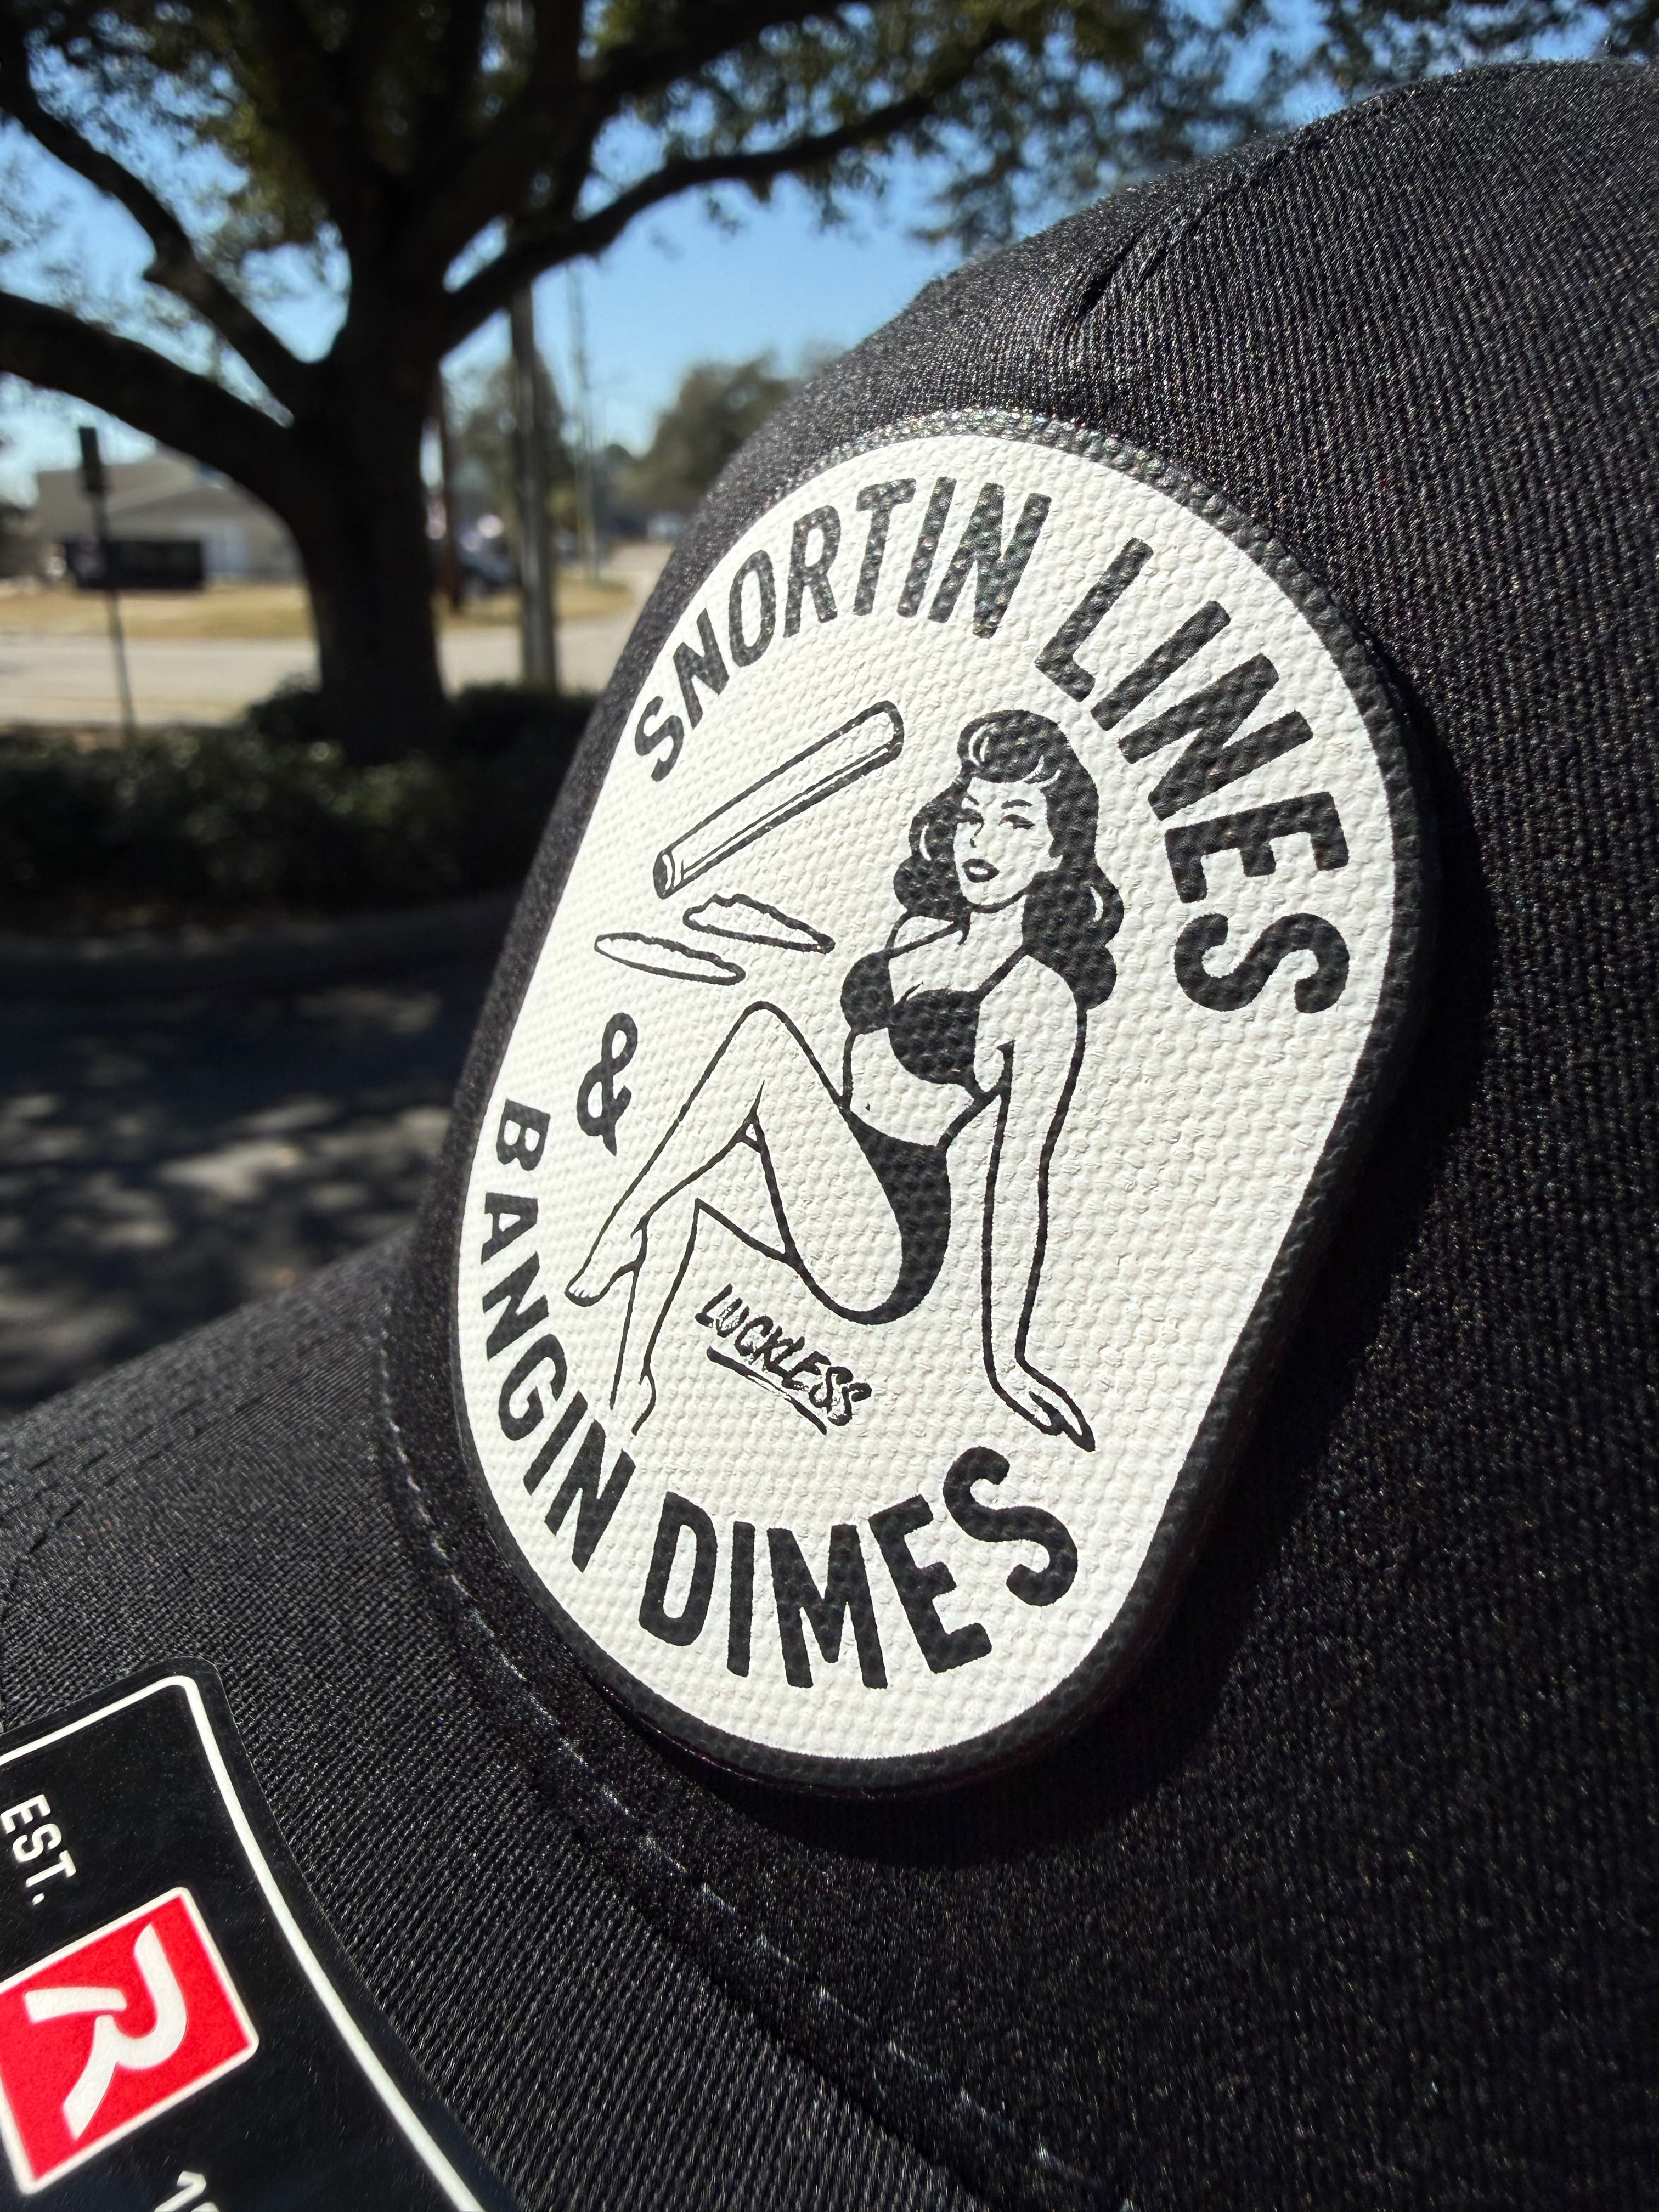 SNORTIN LINES
&
BANGIN DIMES
LUCKLESS
EST.
R